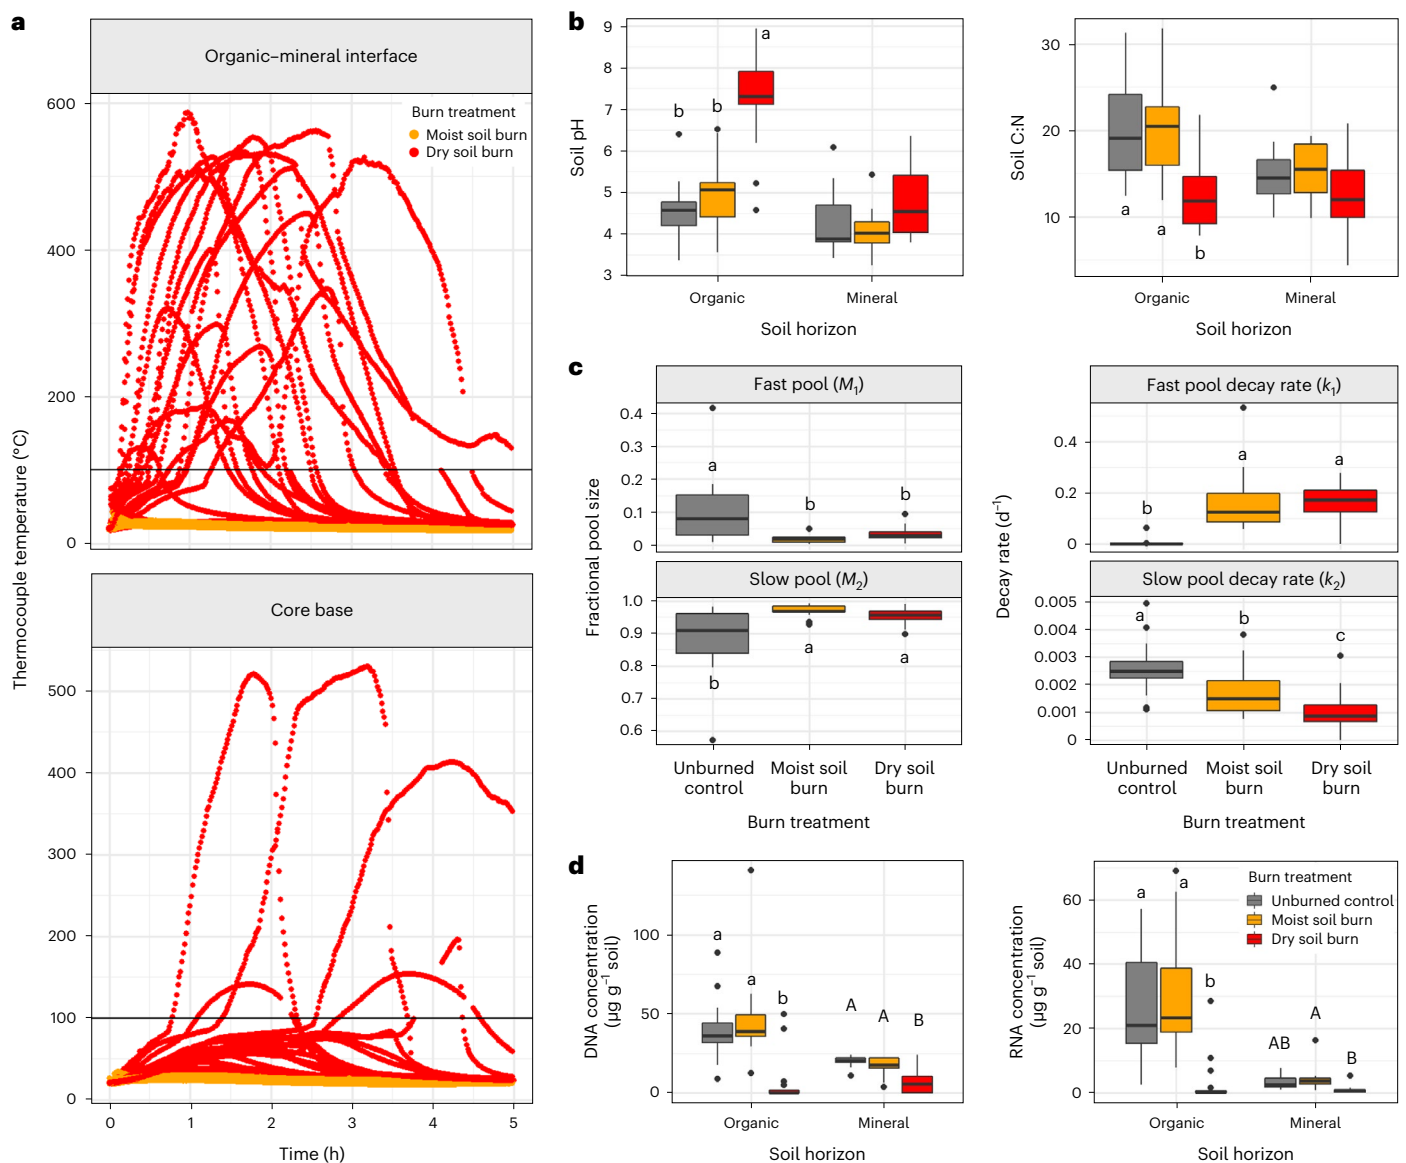 a
Organic–mineral interface
Burn treatment
Moist soil burn
Dry soil burn
600
400
200
0
Core base
500
400
300
200
100
0
0 1 2 3 4 5
Time (h)
Thermocouple temperature (°C)
b
9
8
7
6
5
4
3
Soil pH
b b a
Organic Mineral
Soil horizon
30
20
10
Soil C:N
a a b
Organic Mineral
Soil horizon
c
Fast pool (M1)
0.4
0.3
0.2
0.1
0
a b b
Slow pool (M2)
1.0
0.9
0.8
0.7
0.6
b a a
Fractional pool size
Unburned control
Moist soil burn
Dry soil burn
Burn treatment
Fast pool decay rate (k1)
0.4
0.2
0
b a a
Slow pool decay rate (k2)
0.005
0.004
0.003
0.002
0.001
0
a b c
Decay rate (d−1)
Unburned control
Moist soil burn
Dry soil burn
Burn treatment
d
100
50
0
DNA concentration
(µg g−1 soil)
a a b A A B
Organic Mineral
Soil horizon
60
40
20
0
RNA concentration
(µg g−1 soil)
a a b AB A B
Burn treatment
Unburned control
Moist soil burn
Dry soil burn
Organic Mineral
Soil horizon